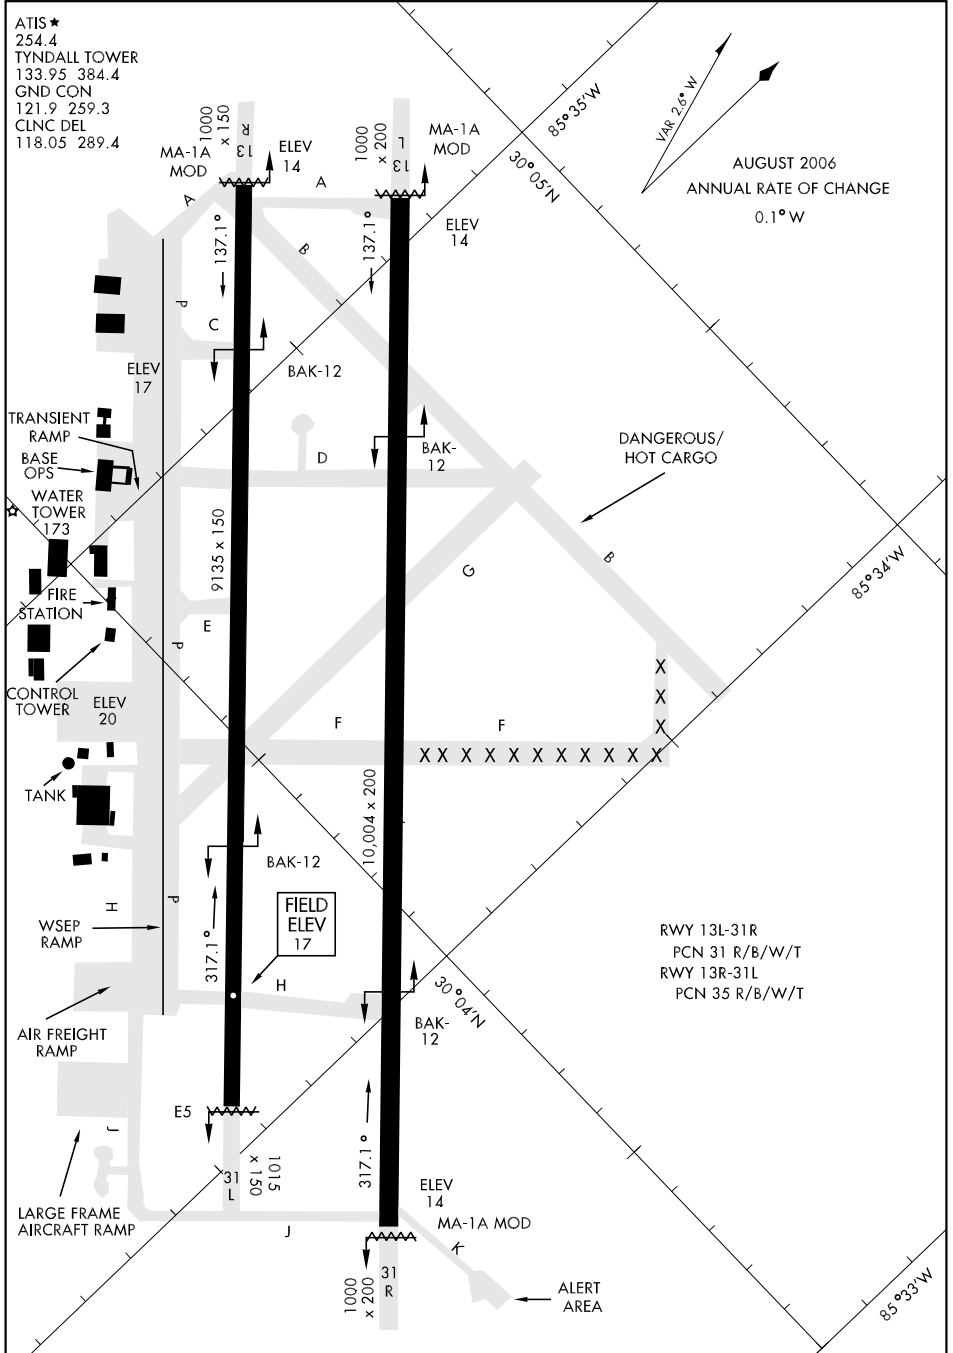 ATIS
254.4
TYNDALL TOWER
133.95 384.4
GND CON
121.9 259.3
CLNC DEL
118.05 289.4
1000
x 150
R
13
MA-1A
MOD
ELEV
14
A
A
1000
x 200
L
13
MA-1A
MOD
ELEV
14
85°35'W
30°05'N
VAR 2.6° W
AUGUST 2006
ANNUAL RATE OF CHANGE
0.1° W
137.1°
137.1°
B
P
C
ELEV
17
BAK-12
BAK-
12
TRANSIENT
RAMP
BASE
OPS
WATER
TOWER
173
D
DANGEROUS/
HOT CARGO
9135 x 150
G
B
85°34'W
FIRE
STATION
E
P
CONTROL
TOWER
ELEV
20
F
F
X
X
X
X X X X X X X X X X X
TANK
10,004 x 200
BAK-12
H
P
WSEP
RAMP
317.1°
FIELD
ELEV
17
H
30°04'N
RWY 13L-31R
PCN 31 R/B/W/T
RWY 13R-31L
PCN 35 R/B/W/T
BAK-
12
AIR FREIGHT
RAMP
E5
J
317.1°
31
L
1015
x 150
LARGE FRAME
AIRCRAFT RAMP
J
ELEV
14
MA-1A MOD
K
31
R
1000
x 200
ALERT
AREA
85°33'W